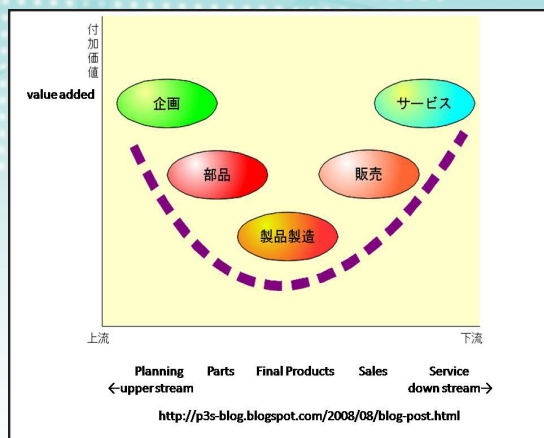 付加価値
value added
企画
サービス
部品
販売
製品製造
上流
下流
Planning Parts Final Products Sales Service
←upper stream down stream→
http://p3s-blog.blogspot.com/2008/08/blog-post.html